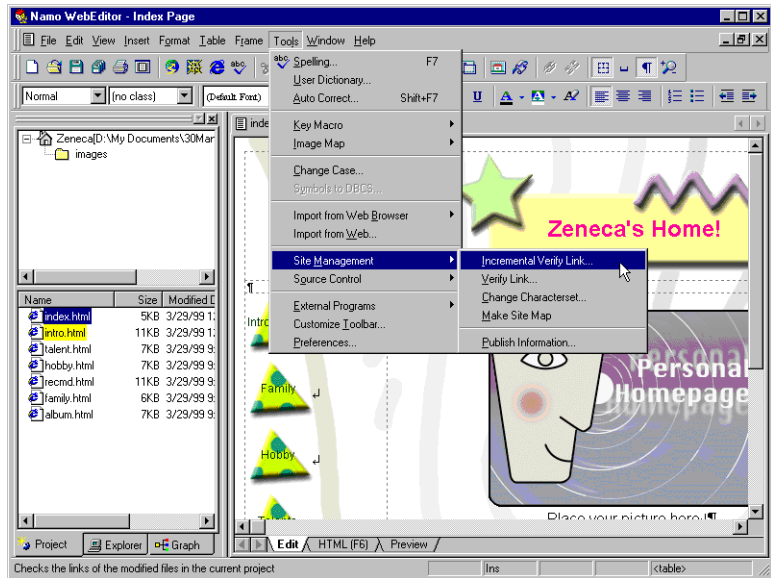 Namo WebEditor - Index Page
File Edit View Insert Format Table Frame Tools Window Help
Normal (no class) (Default Font) U A A A
Spelling... F7
User Dictionary...
Auto Correct... Shift+F7
Key Macro
Image Map
Change Case...
Symbols to DBCS...
Import from Web Browser
Import from Web...
Site Management
Source Control
External Programs
Customize Toolbar...
Preferences...
Incremental Verify Link...
Verify Link...
Change Characterset...
Make Site Map
Publish Information...
Zeneca[D:\My Documents\30Mar
images
Name Size Modified D
index.html 5KB 3/29/99 1
intro.html 11KB 3/29/99 1
talent.html 7KB 3/29/99 9:
hobby.html 7KB 3/29/99 9:
recmd.html 11KB 3/29/99 9:
family.html 6KB 3/29/99 9:
album.html 7KB 3/29/99 9:
Project Explorer Graph
inde
Zeneca's Home!
Intro
Family
Hobby
Personal
Homepage
Place your picture here!¶
Edit HTML (F6) Preview
Checks the links of the modified files in the current project Ins <table>